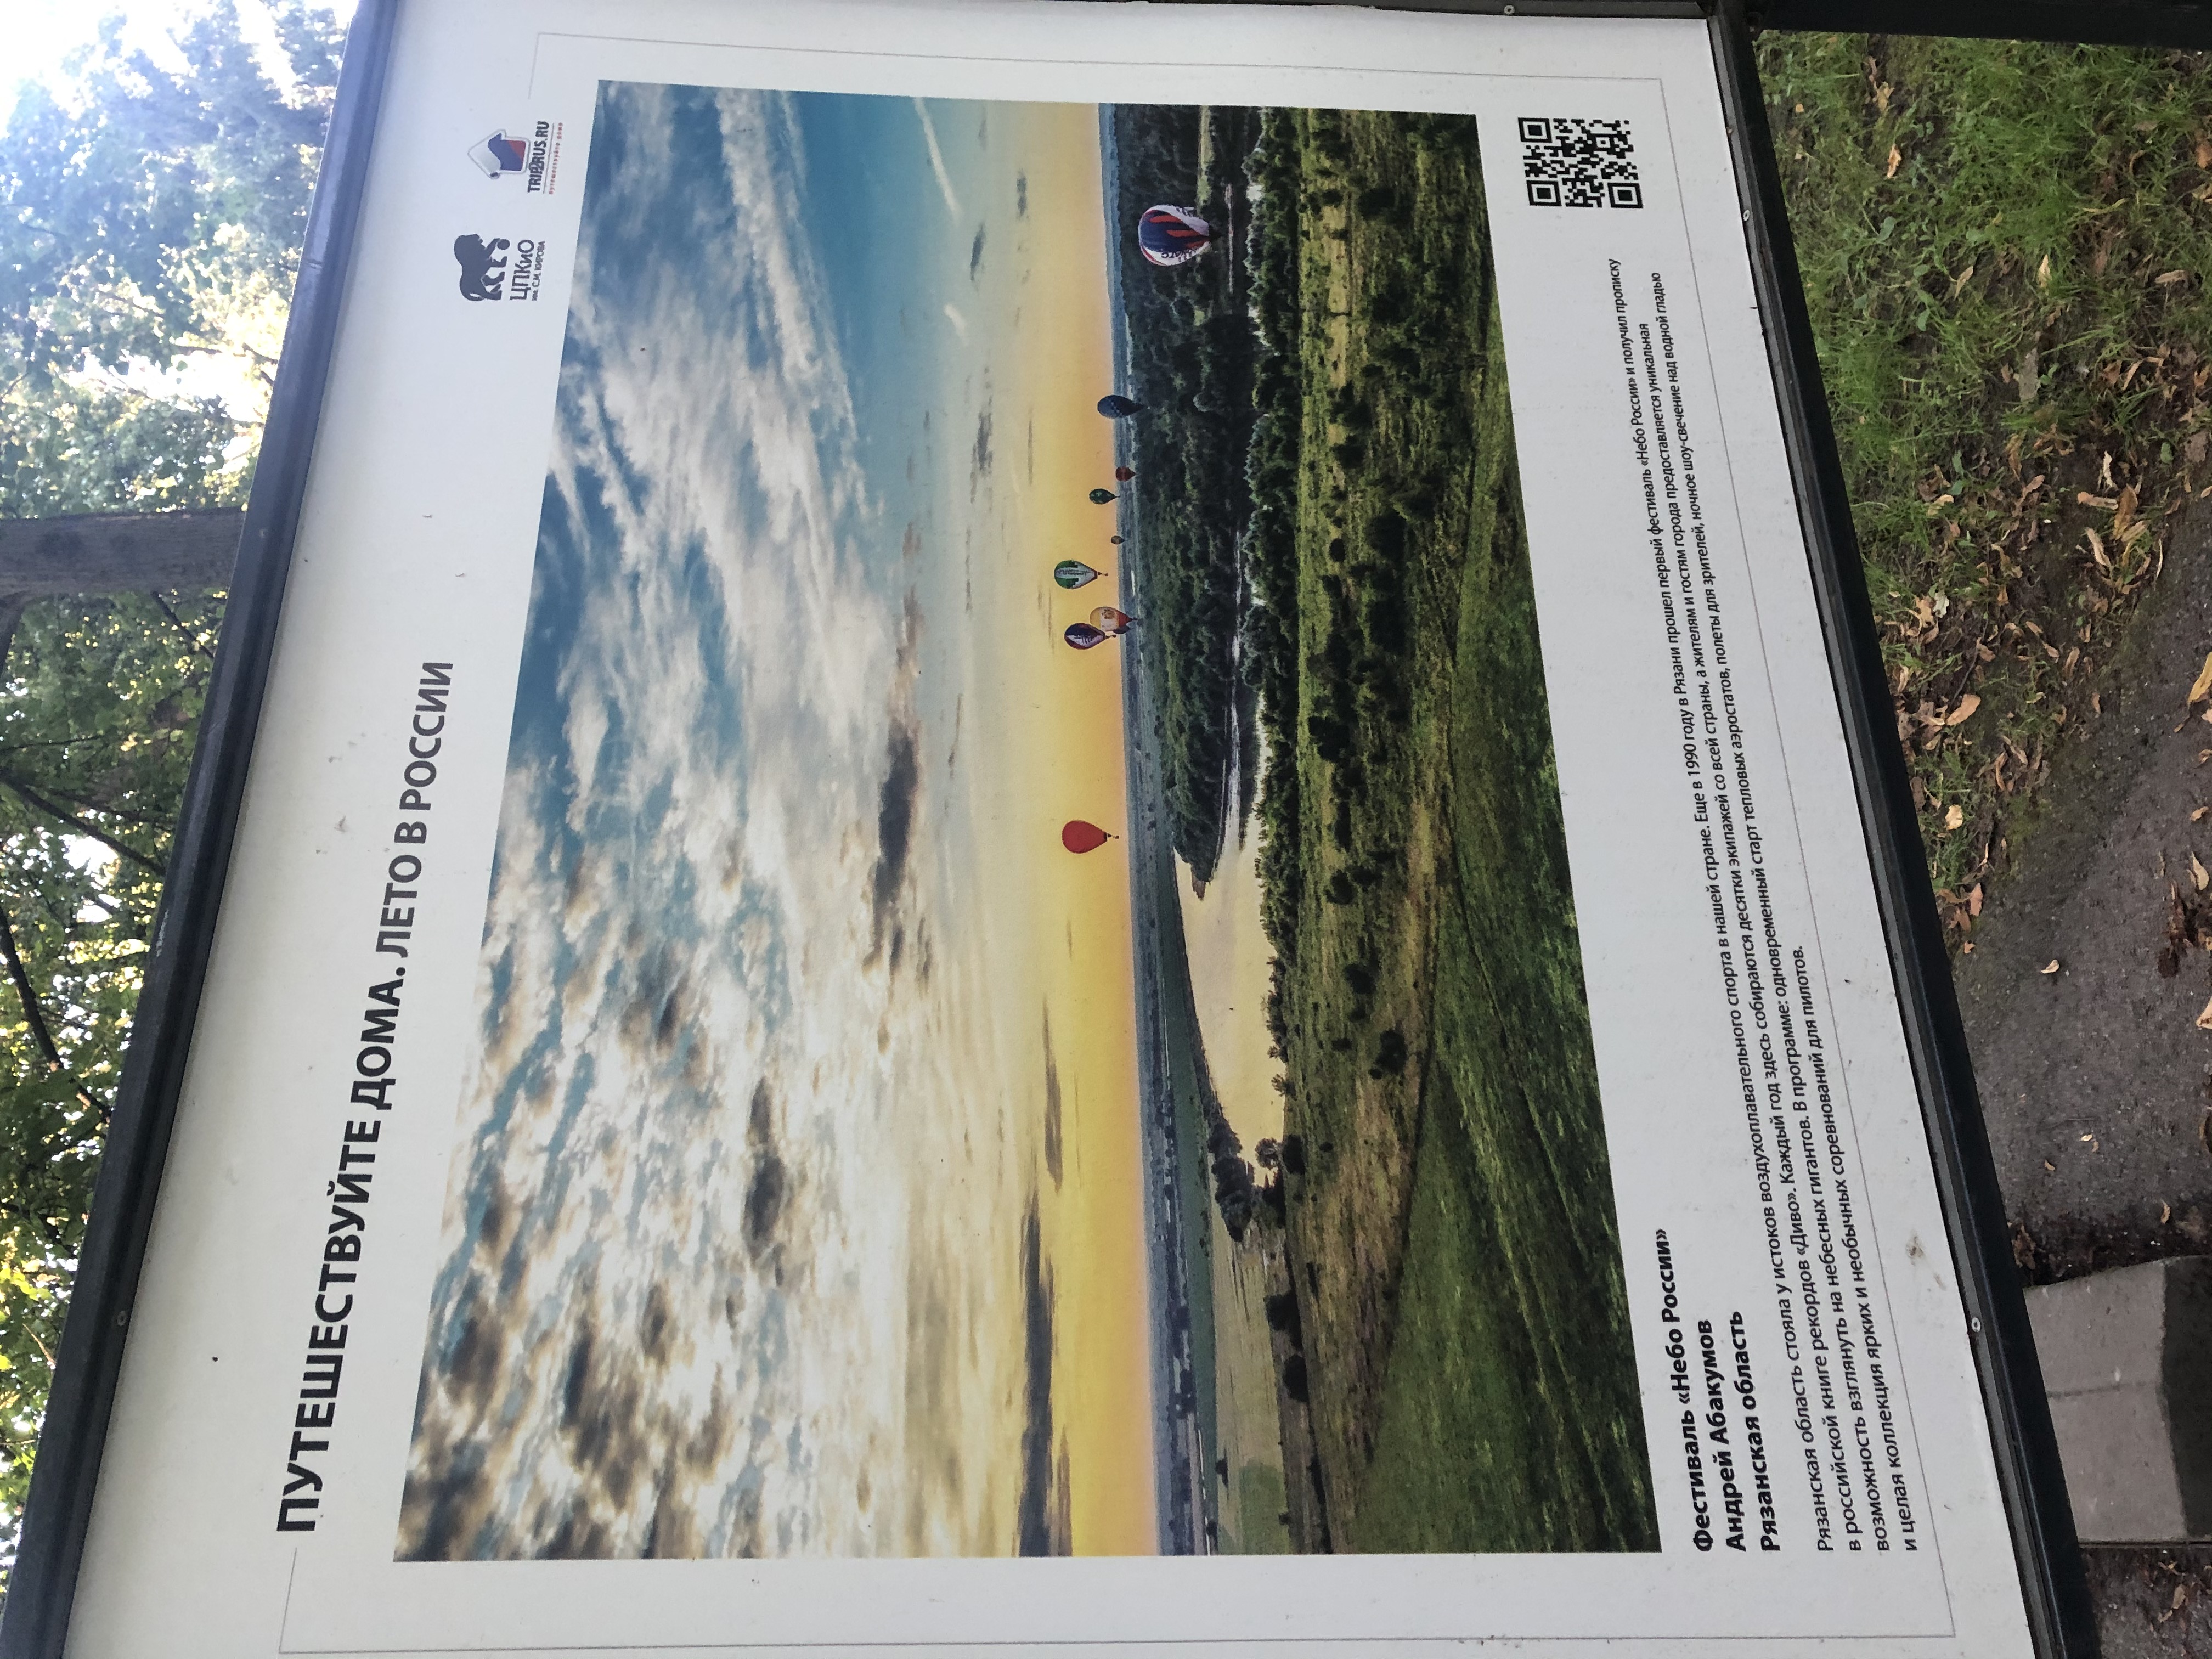 ПУТЕШЕСТВУЙТЕ ДОМА. ЛЕТО В РОССИИ
ЦПКиО
им. С.М. КИРОВА
TRIP2RUS.RU
путешествуйте дома
Фестиваль «Небо России»
Андрей Абакумов
Рязанская область
Рязанская область стояла у истоков воздухоплавательного спорта в нашей стране. Еще в 1990 году в Рязани прошел первый фестиваль «Небо России» и получил прописку
в российской книге рекордов «Диво». Каждый год здесь собираются десятки экипажей со всей страны, а жителям и гостям города предоставляется уникальная
возможность взглянуть на небесных гигантов. В программе: одновременный старт тепловых аэростатов, полеты для зрителей, ночное шоу-свечение над водной гладью
и целая коллекция ярких и необычных соревнований для пилотов.